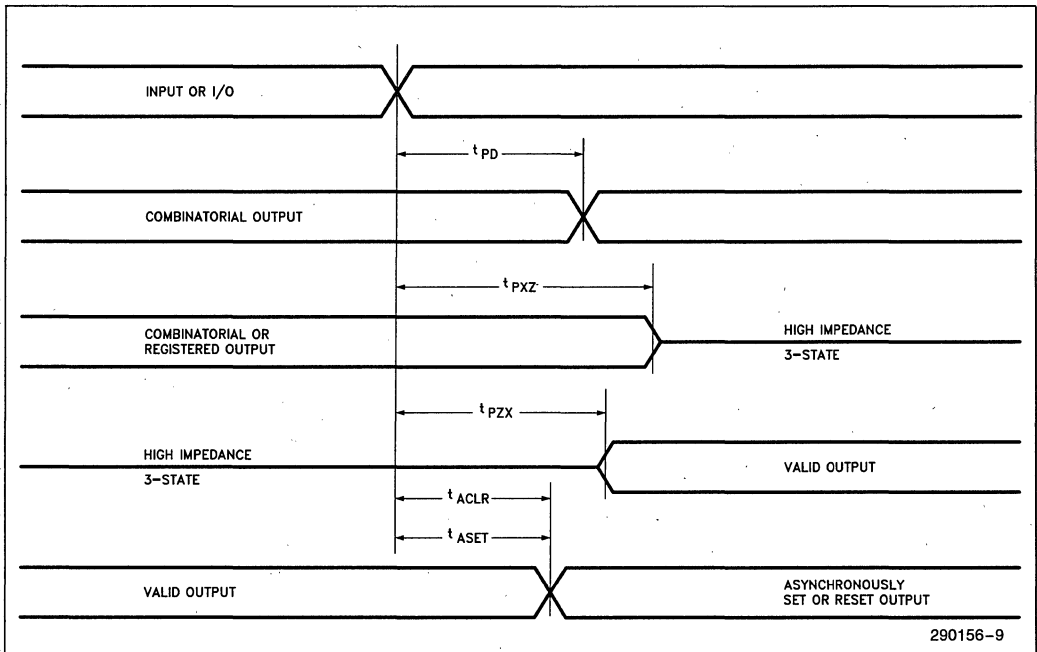 INPUT OR I/O
t PD
COMBINATORIAL OUTPUT
t PXZ
COMBINATORIAL OR
REGISTERED OUTPUT
HIGH IMPEDANCE
3-STATE
t PZX
HIGH IMPEDANCE
3-STATE
VALID OUTPUT
t ACLR
t ASET
VALID OUTPUT
ASYNCHRONOUSLY
SET OR RESET OUTPUT
290156-9